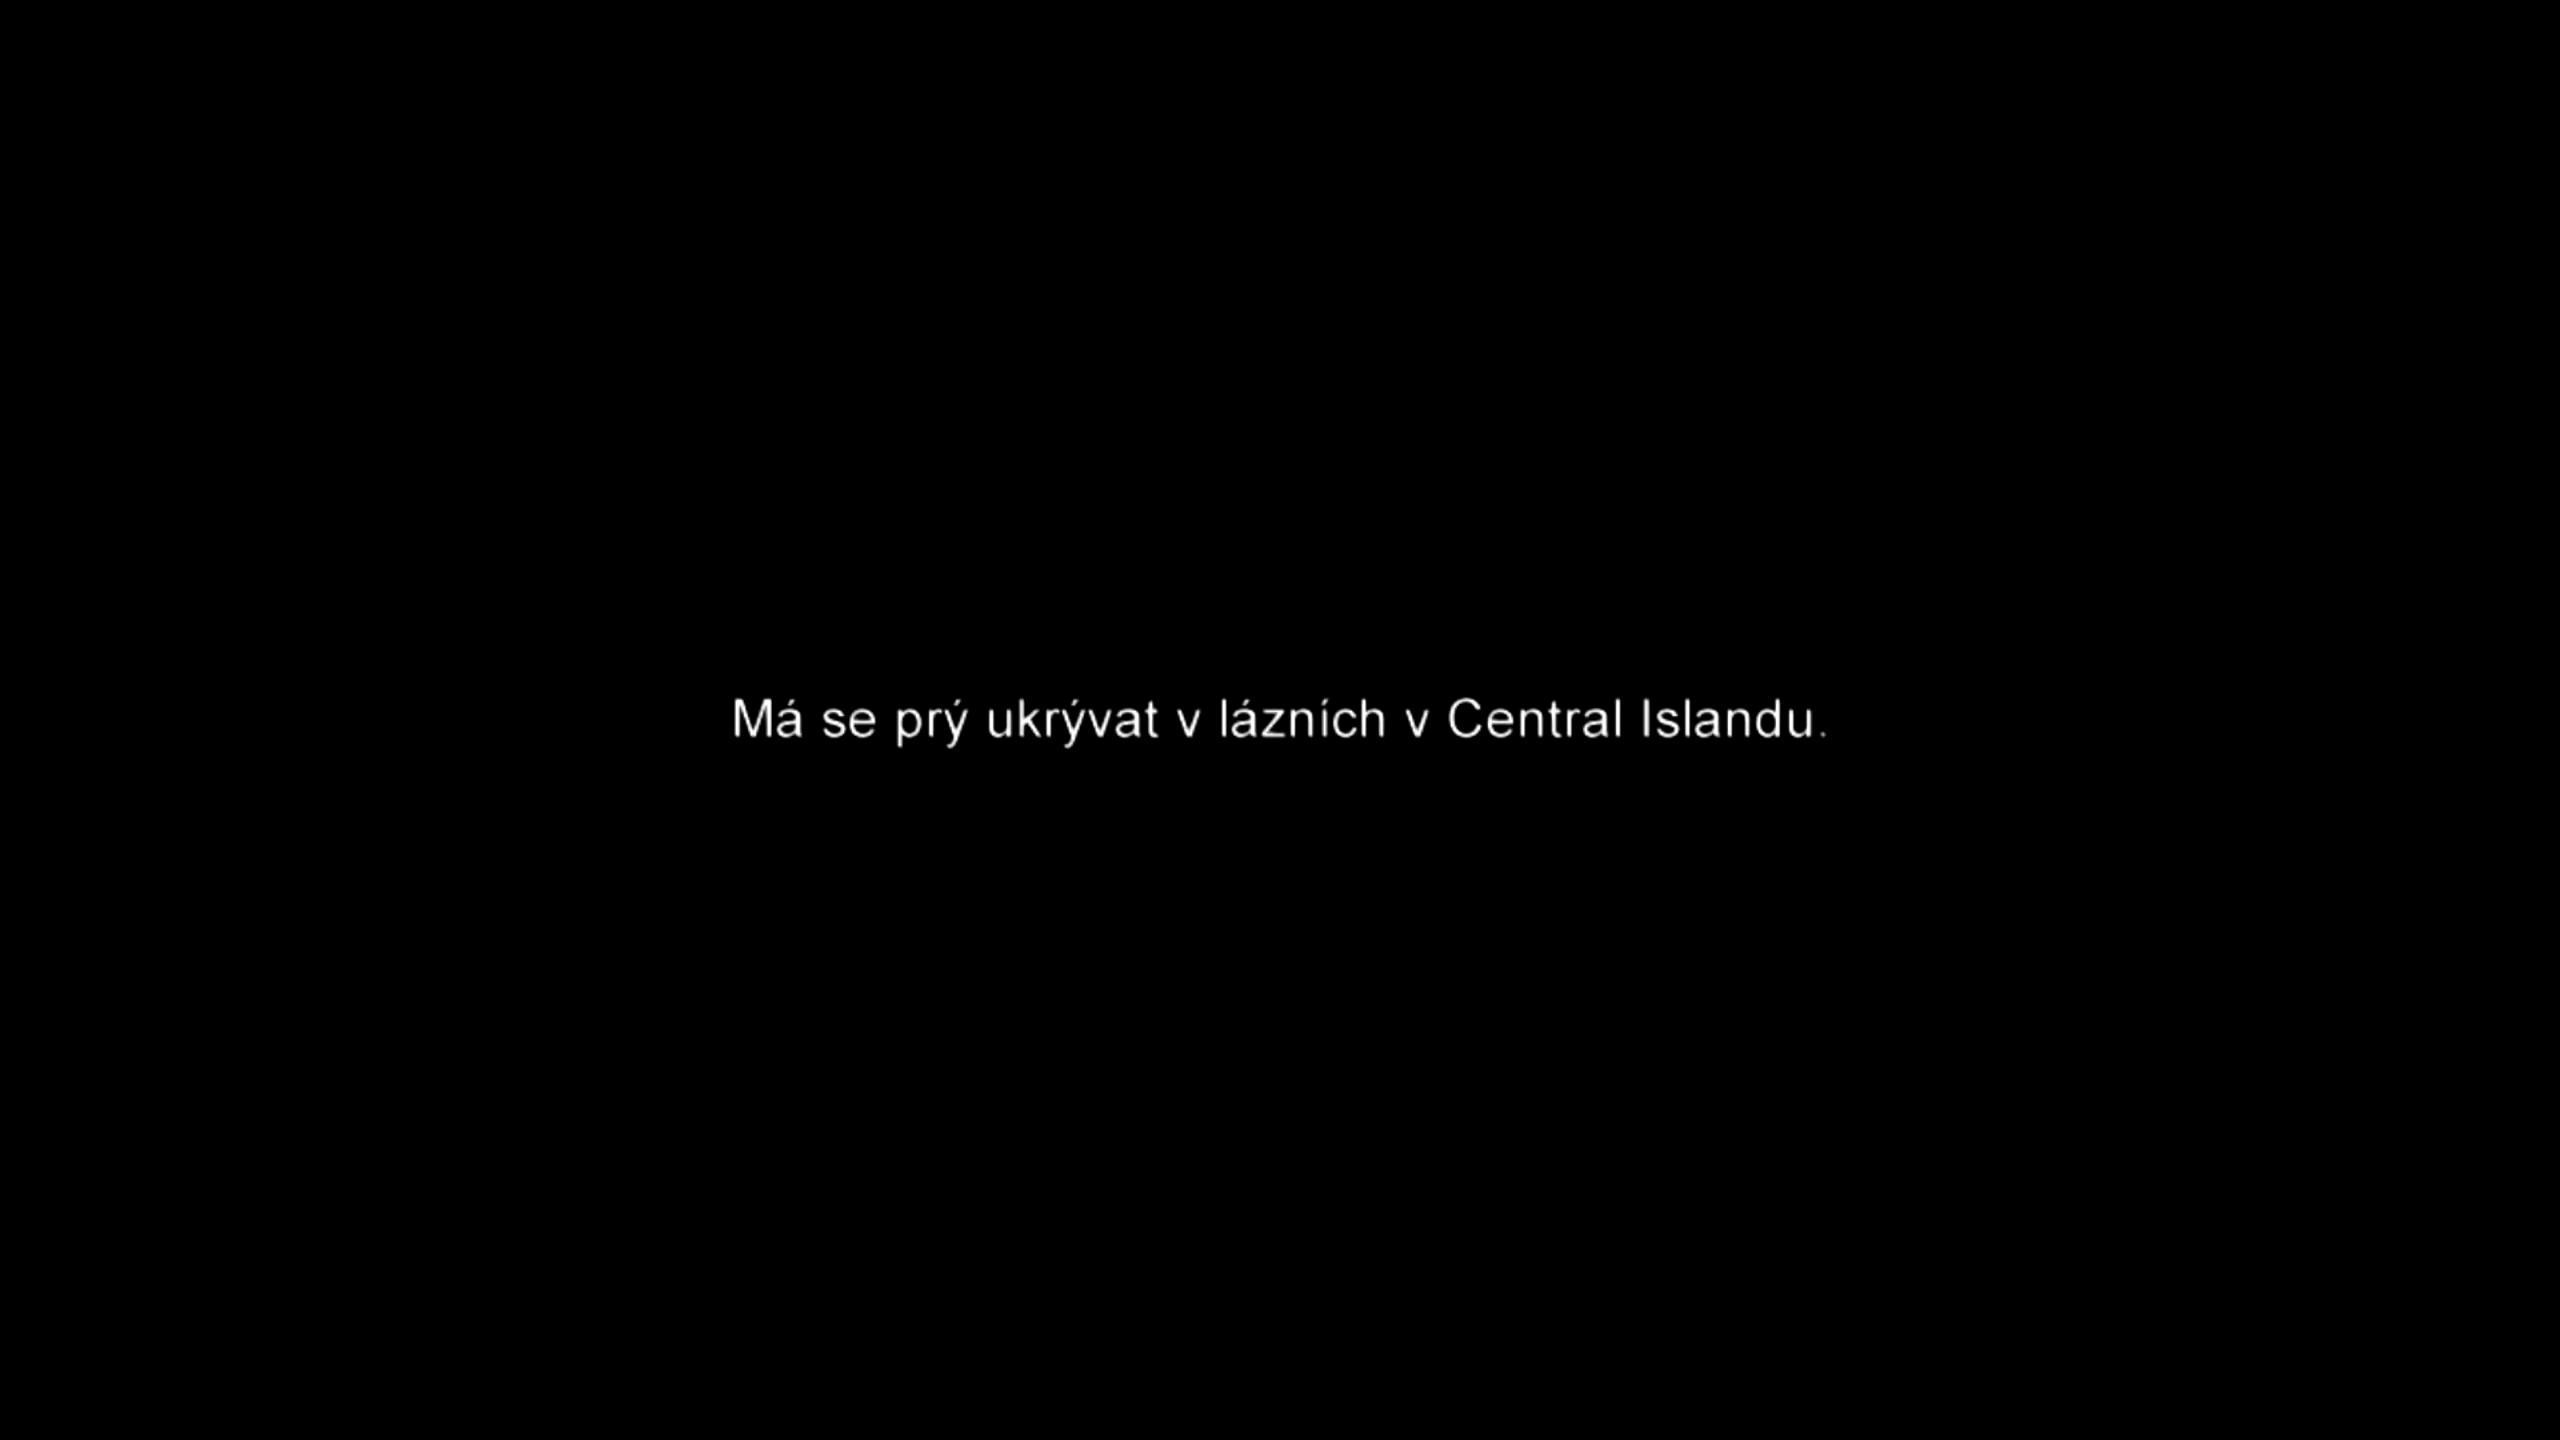 Má se prý ukrývat v lázních v Central Islandu.